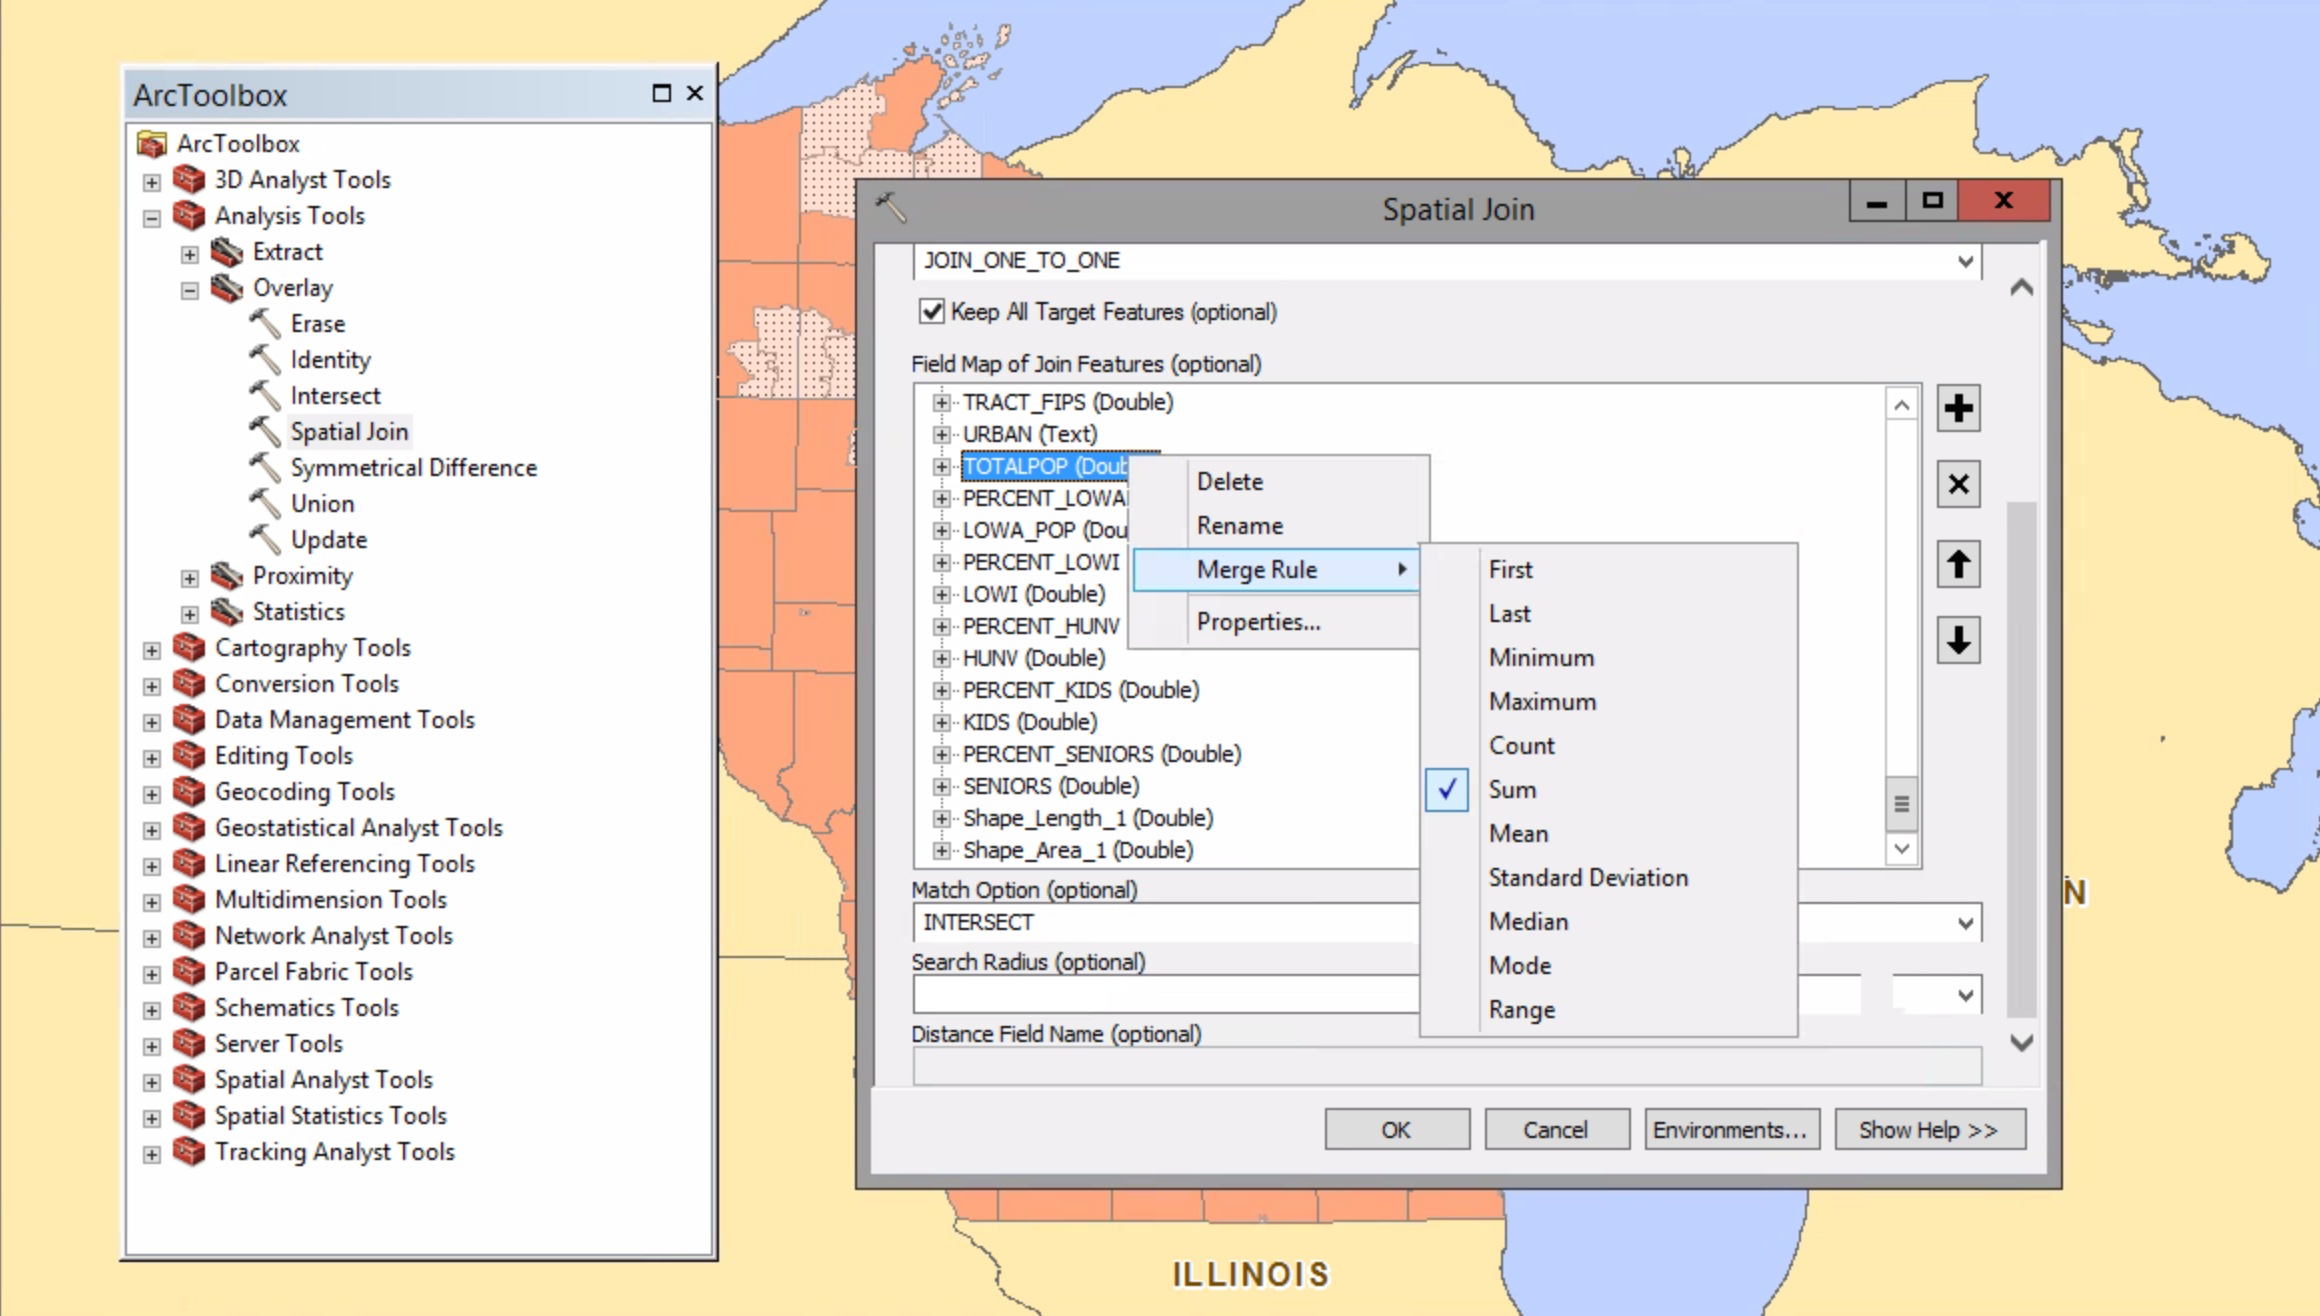 ArcToolbox
ArcToolbox
3D Analyst Tools
Analysis Tools
Extract
Overlay
Erase
Identity
Intersect
Spatial Join
Symmetrical Difference
Union
Update
Proximity
Statistics
Cartography Tools
Conversion Tools
Data Management Tools
Editing Tools
Geocoding Tools
Geostatistical Analyst Tools
Linear Referencing Tools
Multidimension Tools
Network Analyst Tools
Parcel Fabric Tools
Schematics Tools
Server Tools
Spatial Analyst Tools
Spatial Statistics Tools
Tracking Analyst Tools
Spatial Join
JOIN_ONE_TO_ONE
Keep All Target Features (optional)
Field Map of Join Features (optional)
TRACT_FIPS (Double)
URBAN (Text)
TOTALPOP (Doub
PERCENT_LOWA
LOWA_POP (Dou
PERCENT_LOWI
LOWI (Double)
PERCENT_HUNV
HUNV (Double)
PERCENT_KIDS (Double)
KIDS (Double)
PERCENT_SENIORS (Double)
SENIORS (Double)
Shape_Length_1 (Double)
Shape_Area_1 (Double)
Delete
Rename
Merge Rule
Properties...
First
Last
Minimum
Maximum
Count
Sum
Mean
Standard Deviation
Median
Mode
Range
Match Option (optional)
INTERSECT
Search Radius (optional)
Distance Field Name (optional)
OK
Cancel
Environments...
Show Help >>
N
ILLINOIS